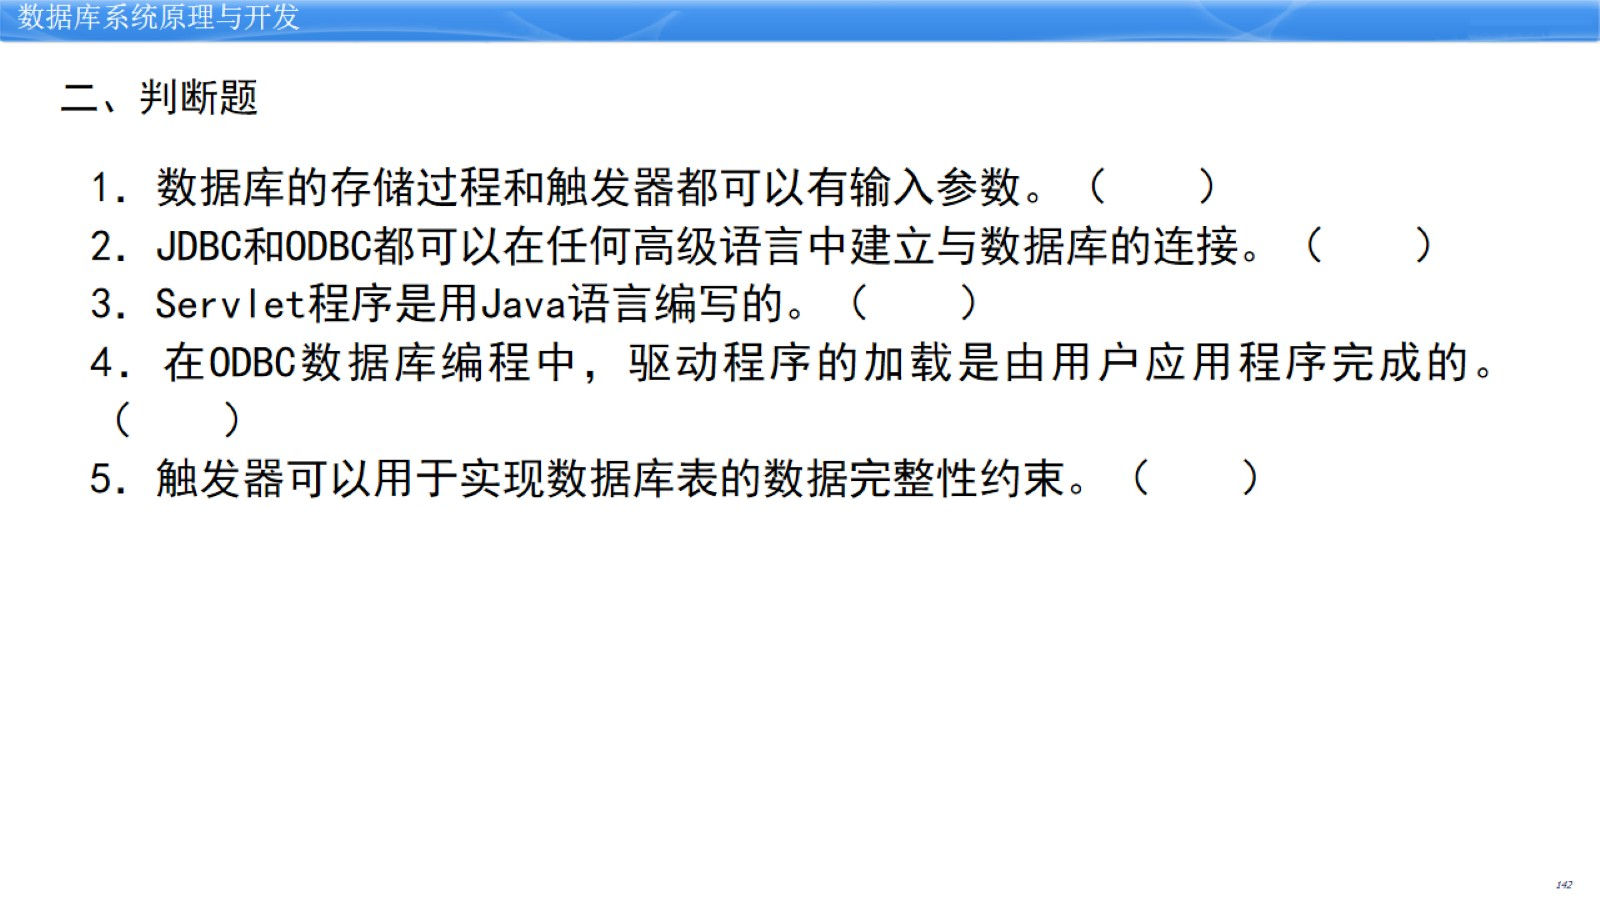 数据库系统原理与开发
二、判断题
1. 数据库的存储过程和触发器都可以有输入参数。（　　）
2. JDBC和ODBC都可以在任何高级语言中建立与数据库的连接。（　　）
3. Servlet程序是用Java语言编写的。（　　）
4. 在ODBC数据库编程中，驱动程序的加载是由用户应用程序完成的。
（　　）
5. 触发器可以用于实现数据库表的数据完整性约束。（　　）
142